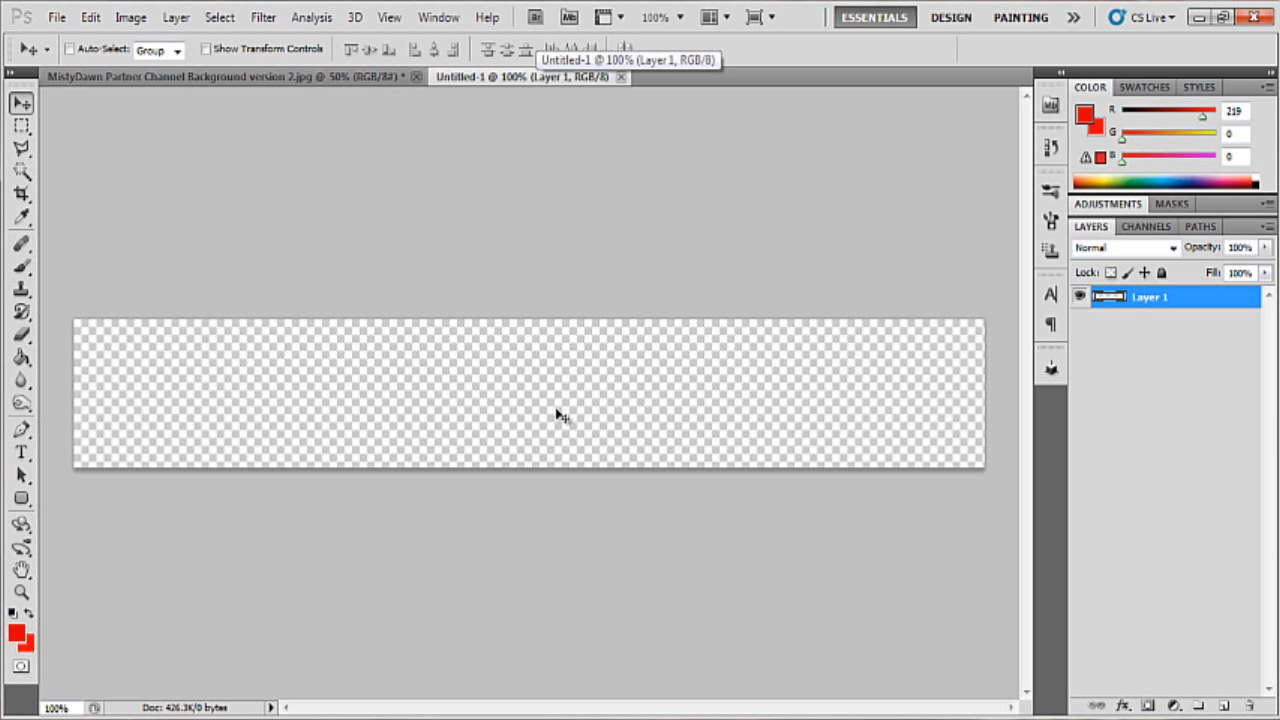 Ps File Edit Image Layer Select Filter Analysis 3D View Window Help Br Mb 100% ESSENTIALS DESIGN PAINTING CS Live
Auto-Select: Group Show Transform Controls
Untitled-1 @ 100% (Layer 1, RGB/8)
MistyDawn Partner Channel Background version 2.jpg @ 50% (RGB/8#) * Untitled-1 @ 100% (Layer 1, RGB/8)
COLOR SWATCHES STYLES
Mb
R 219
G 0
B 0
ADJUSTMENTS MASKS
LAYERS CHANNELS PATHS
Normal Opacity: 100%
Lock: Fill: 100%
Layer 1
100% Doc: 426.3K/0 bytes